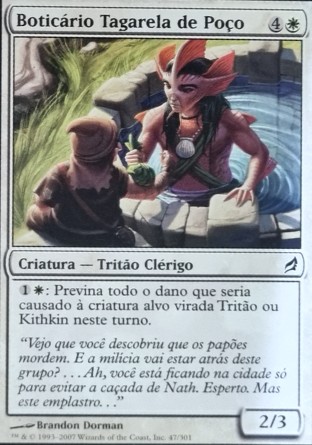 Boticário Tagarela de Poço 4
Criatura — Tritão Clérigo
1 : Previna todo o dano que seria
causado à criatura alvo virada Tritão ou
Kithkin neste turno.
“Vejo que você descobriu que os papões
mordem. E a milícia vai estar atrás deste
grupo? . . . Ah, você está ficando na cidade só
para evitar a caçada de Nath. Esperto. Mas
este emplastro. . .”
Brandon Dorman
™ & © 1993–2007 Wizards of the Coast, Inc. 47/301
2/3